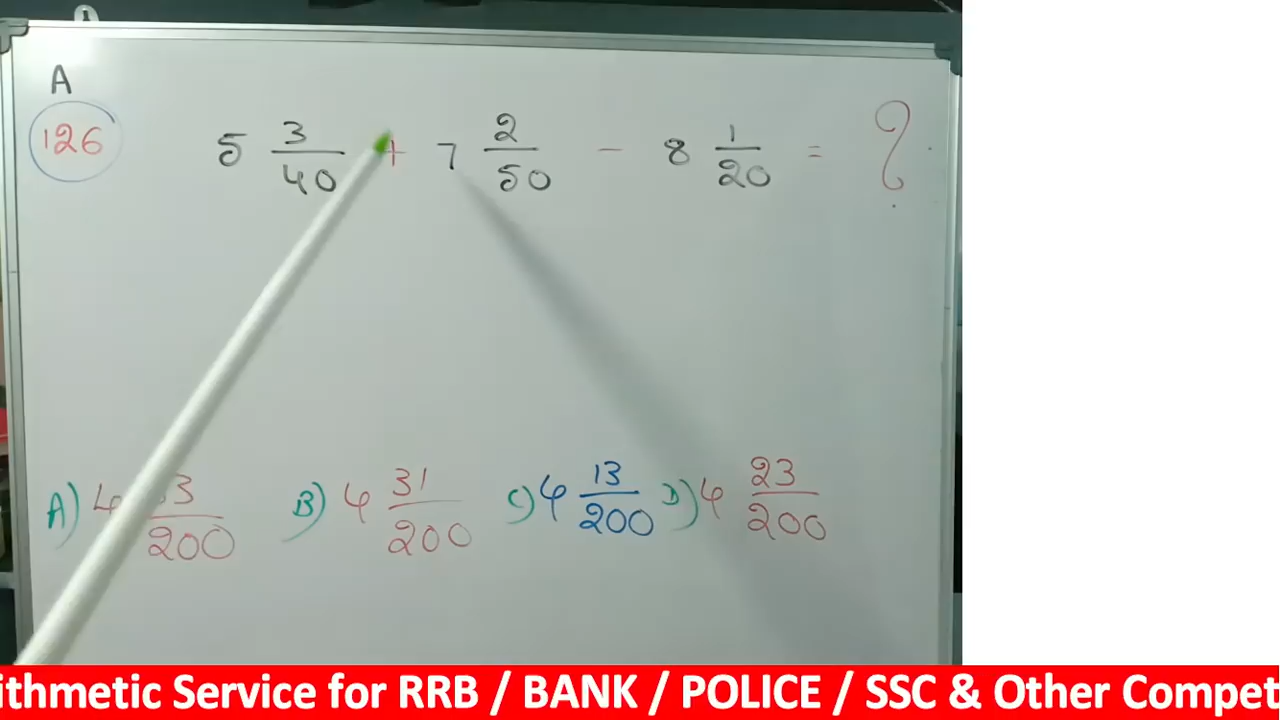 A
126
5 3/40 + 7 2/50 - 8 1/20 = ?
A) 4 3/200 B) 4 31/200 C) 4 13/200 D) 4 23/200
ithmetic Service for RRB / BANK / POLICE / SSC & Other Compet